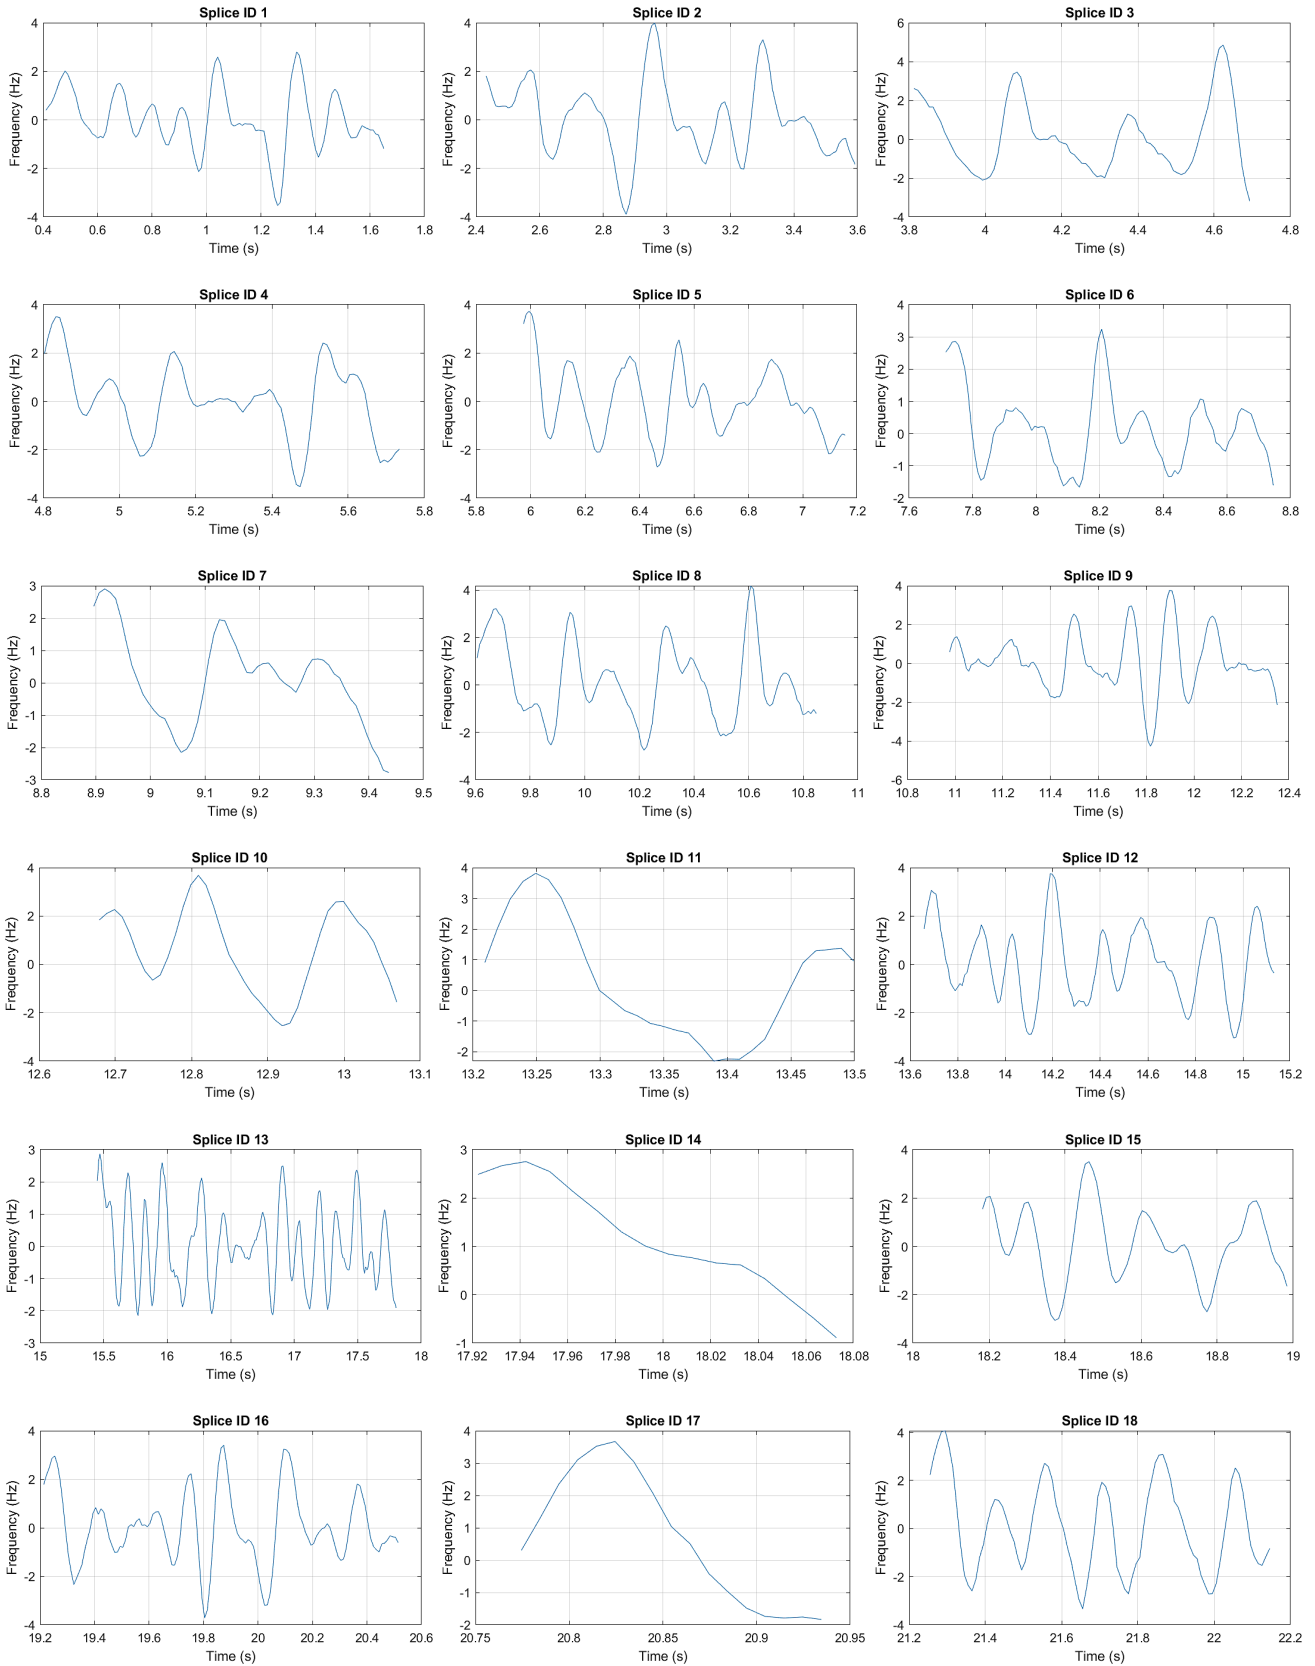 Splice ID 1 Splice ID 2 Splice ID 3
4 4 6
2 2 4
0 0 2
-2 -2 0
-4 -4 -2
-4
Frequency (Hz) Frequency (Hz) Frequency (Hz)
0.4 0.6 0.8 1 1.2 1.4 1.6 1.8 2.4 2.6 2.8 3 3.2 3.4 3.6 3.8 4 4.2 4.4 4.6 4.8
Time (s) Time (s) Time (s)
Splice ID 4 Splice ID 5 Splice ID 6
4 4 4
2 2 3
0 0 2
-2 -2 1
-4 -4 0
-1
-2
Frequency (Hz) Frequency (Hz) Frequency (Hz)
4.8 5 5.2 5.4 5.6 5.8 5.8 6 6.2 6.4 6.6 6.8 7 7.2 7.6 7.8 8 8.2 8.4 8.6 8.8
Time (s) Time (s) Time (s)
Splice ID 7 Splice ID 8 Splice ID 9
3 4 4
2 2 2
1 0 0
0 -2 -2
-1 -4 -4
-2 -6
-3
Frequency (Hz) Frequency (Hz) Frequency (Hz)
8.8 8.9 9 9.1 9.2 9.3 9.4 9.5 9.6 9.8 10 10.2 10.4 10.6 10.8 11 10.8 11 11.2 11.4 11.6 11.8 12 12.2 12.4
Time (s) Time (s) Time (s)
Splice ID 10 Splice ID 11 Splice ID 12
4 4 4
2 3 2
0 2 0
-2 1 -2
-4 0 -4
-1
-2
Frequency (Hz) Frequency (Hz) Frequency (Hz)
12.6 12.7 12.8 12.9 13 13.1 13.2 13.25 13.3 13.35 13.4 13.45 13.5 13.6 13.8 14 14.2 14.4 14.6 14.8 15 15.2
Time (s) Time (s) Time (s)
Splice ID 13 Splice ID 14 Splice ID 15
3 3 4
2 2 2
1 1 0
0 0 -2
-1 -1 -4
-2
-3
Frequency (Hz) Frequency (Hz) Frequency (Hz)
15 15.5 16 16.5 17 17.5 18 17.92 17.94 17.96 17.98 18 18.02 18.04 18.06 18.08 18 18.2 18.4 18.6 18.8 19
Time (s) Time (s) Time (s)
Splice ID 16 Splice ID 17 Splice ID 18
4 4 4
2 3 2
0 2 0
-2 1 -2
-4 0 -4
-1
-2
Frequency (Hz) Frequency (Hz) Frequency (Hz)
19.2 19.4 19.6 19.8 20 20.2 20.4 20.6 20.75 20.8 20.85 20.9 20.95 21.2 21.4 21.6 21.8 22 22.2
Time (s) Time (s) Time (s)